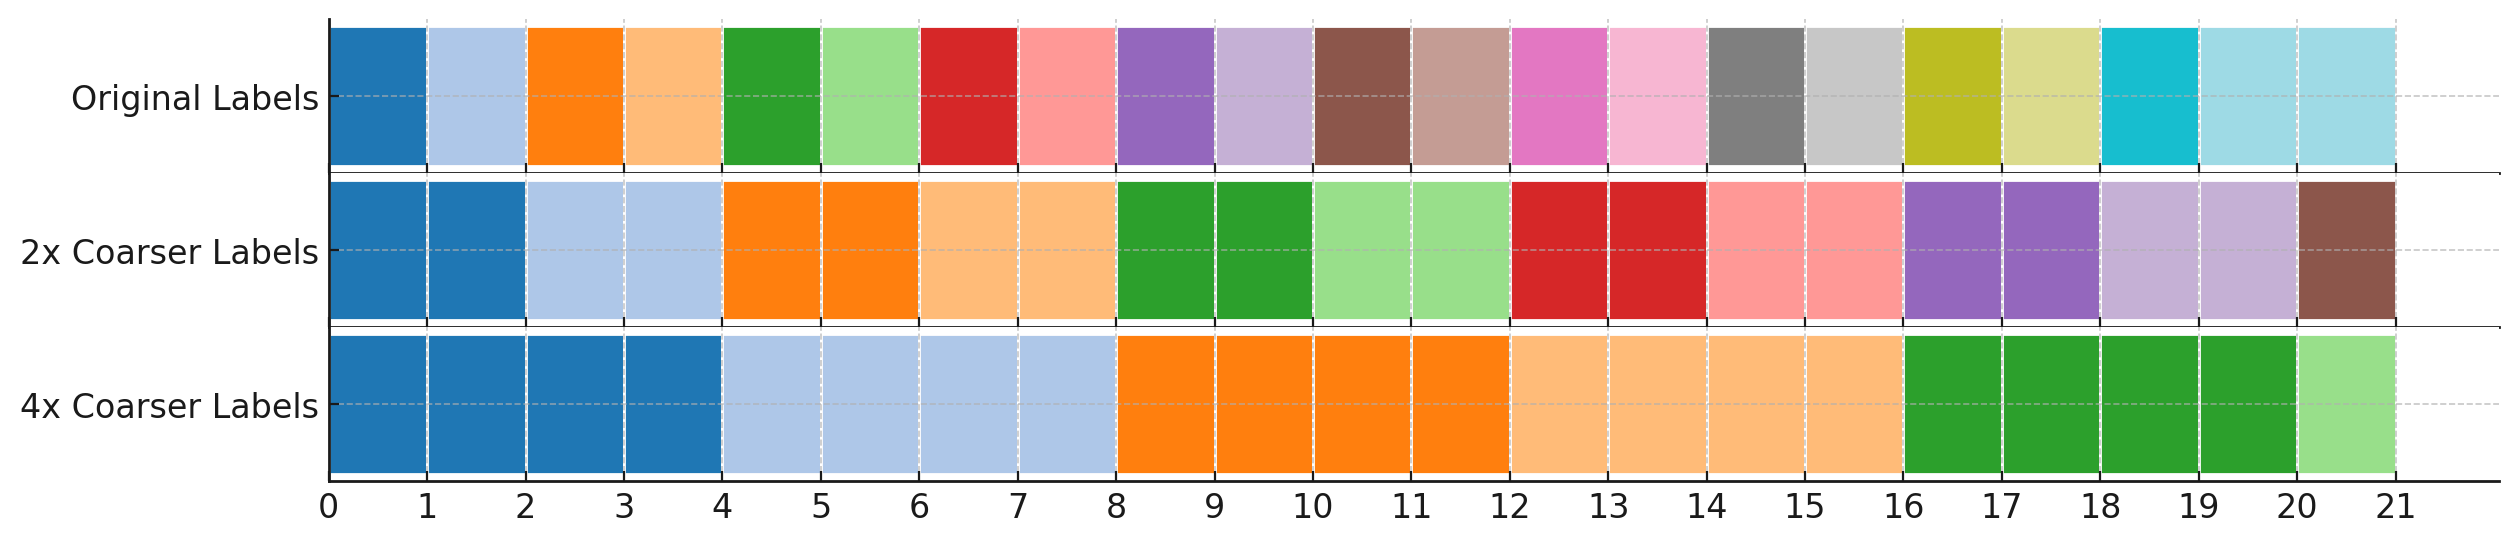 Original Labels
2x Coarser Labels
4x Coarser Labels
0 1 2 3 4 5 6 7 8 9 10 11 12 13 14 15 16 17 18 19 20 21